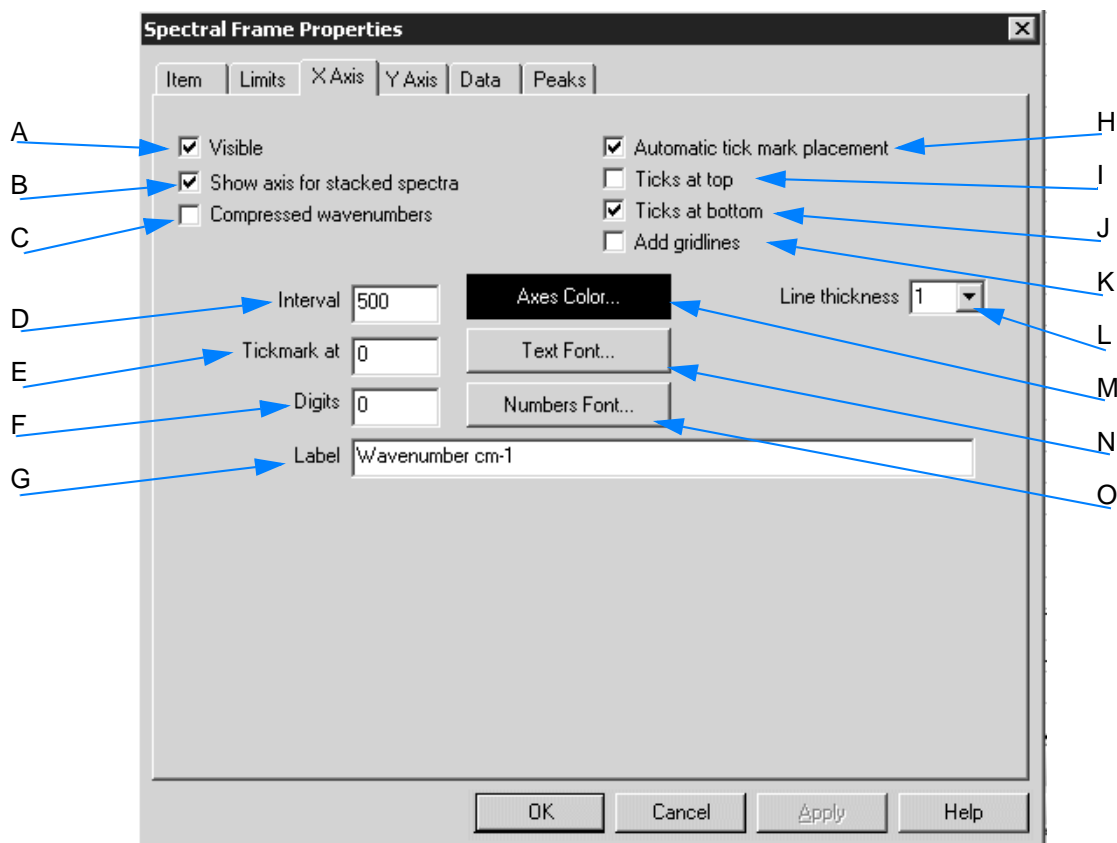 Spectral Frame Properties
Item Limits X Axis Y Axis Data Peaks
A Visible Automatic tick mark placement H
B Show axis for stacked spectra Ticks at top I
C Compressed wavenumbers Ticks at bottom J
Add gridlines K
D Interval 500 Axes Color... Line thickness 1 L
E Tickmark at 0 Text Font... M
F Digits 0 Numbers Font... N
G Label Wavenumber cm-1 O
OK Cancel Apply Help